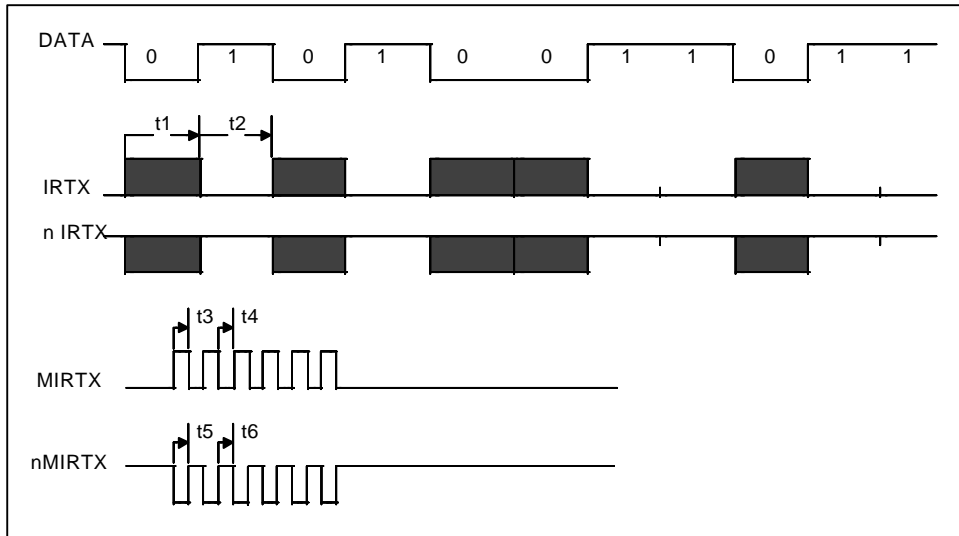 DATA
0 1 0 1 0 0 1 1 0 1 1
t1 t2
IRTX
n IRTX
t3 t4
MIRTX
t5 t6
nMIRTX